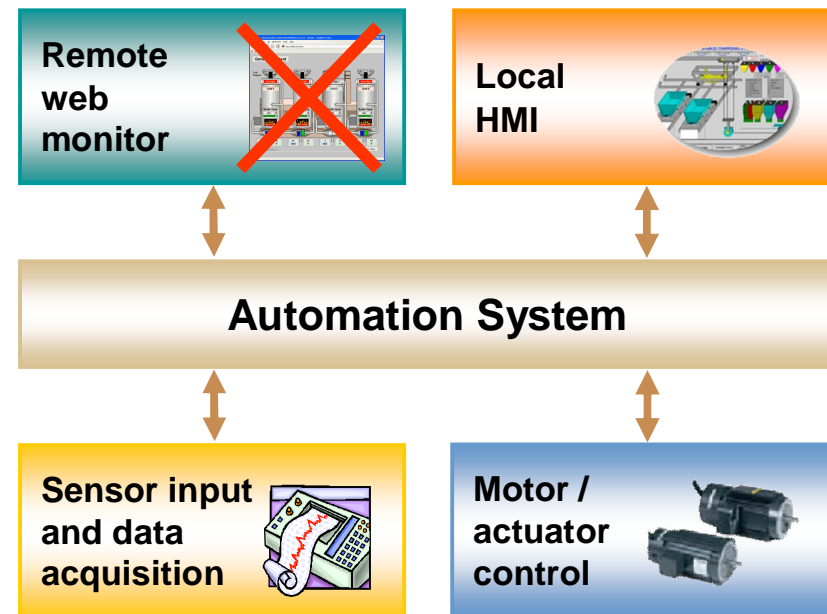 Remote
web
monitor
Local
HMI
Automation System
Sensor input
and data
acquisition
Motor /
actuator
control